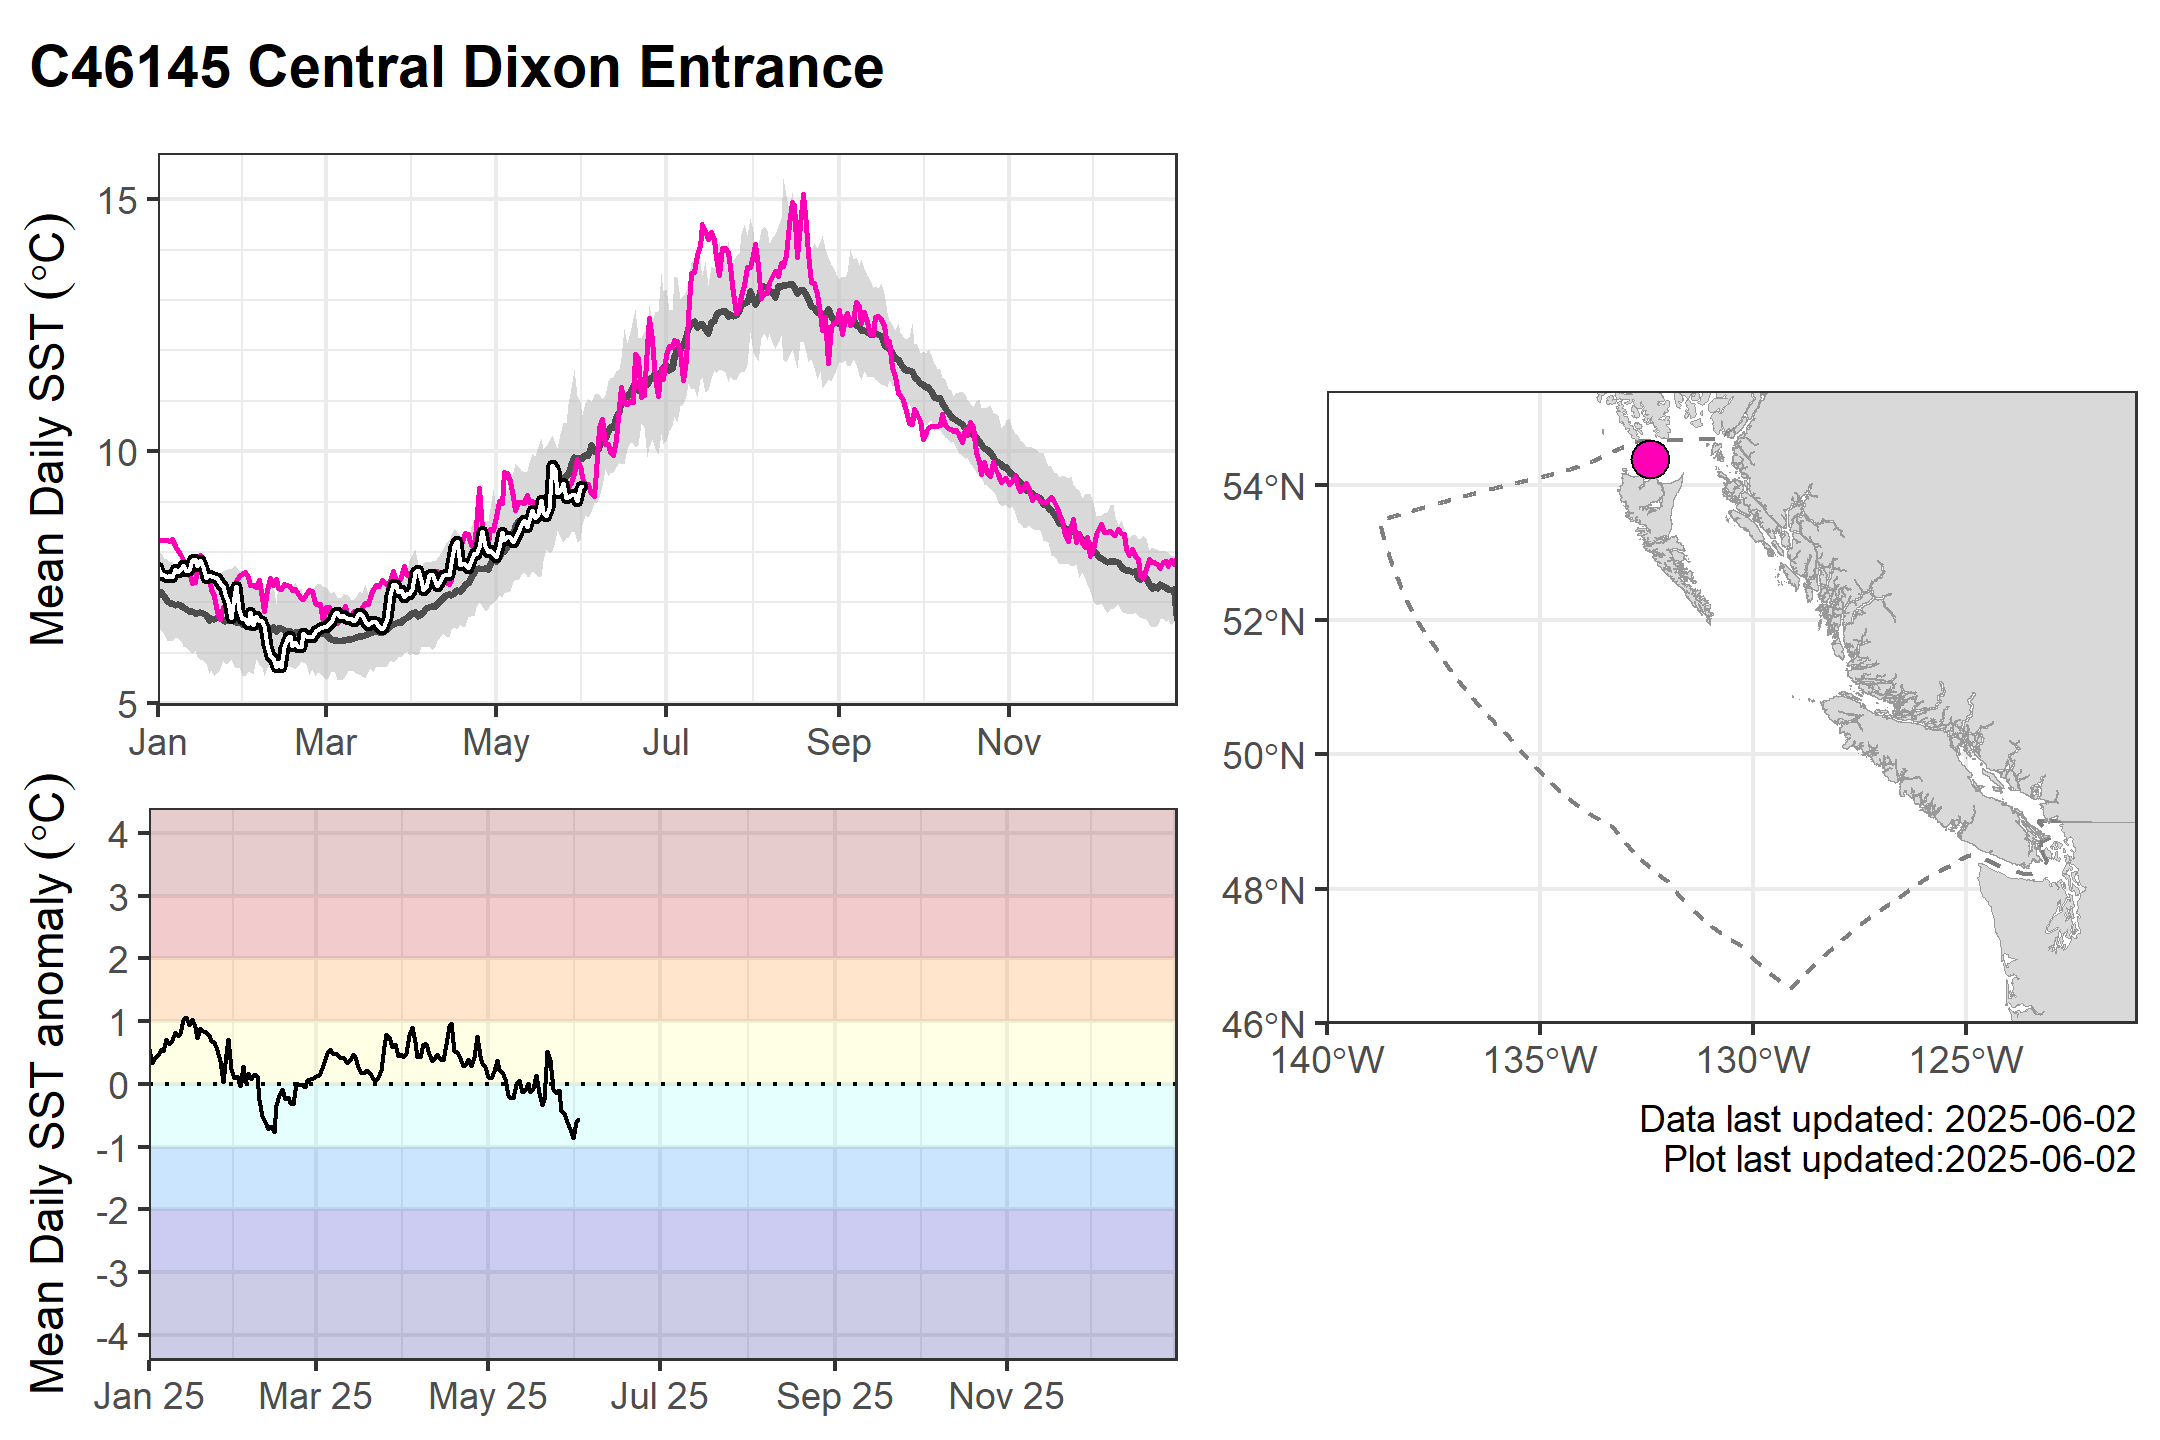 C46145 Central Dixon Entrance
Mean Daily SST (°C)
15
10
5
Jan Mar May Jul Sep Nov
Mean Daily SST anomaly (°C)
4
3
2
1
0
-1
-2
-3
-4
Jan 25 Mar 25 May 25 Jul 25 Sep 25 Nov 25
54°N
52°N
50°N
48°N
46°N
140°W 135°W 130°W 125°W
Data last updated: 2025-06-02
Plot last updated:2025-06-02